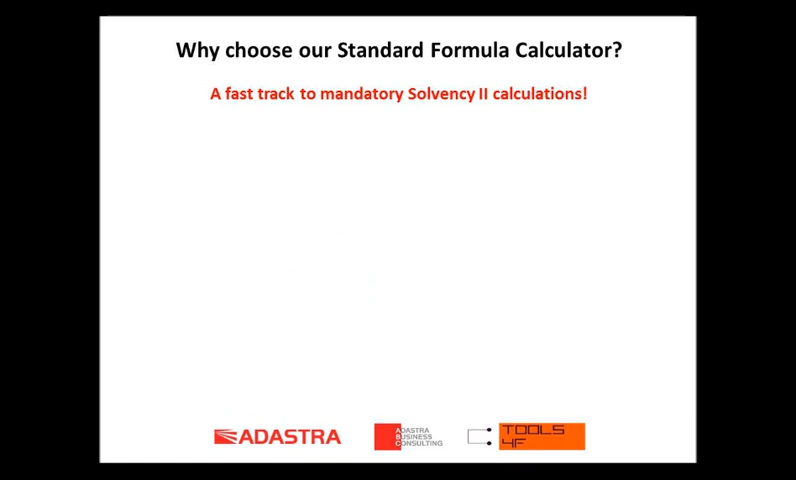 Why choose our Standard Formula Calculator?
A fast track to mandatory Solvency II calculations!
ADASTRA
ADASTRA
BUSINESS
CONSULTING
TOOLS
4F